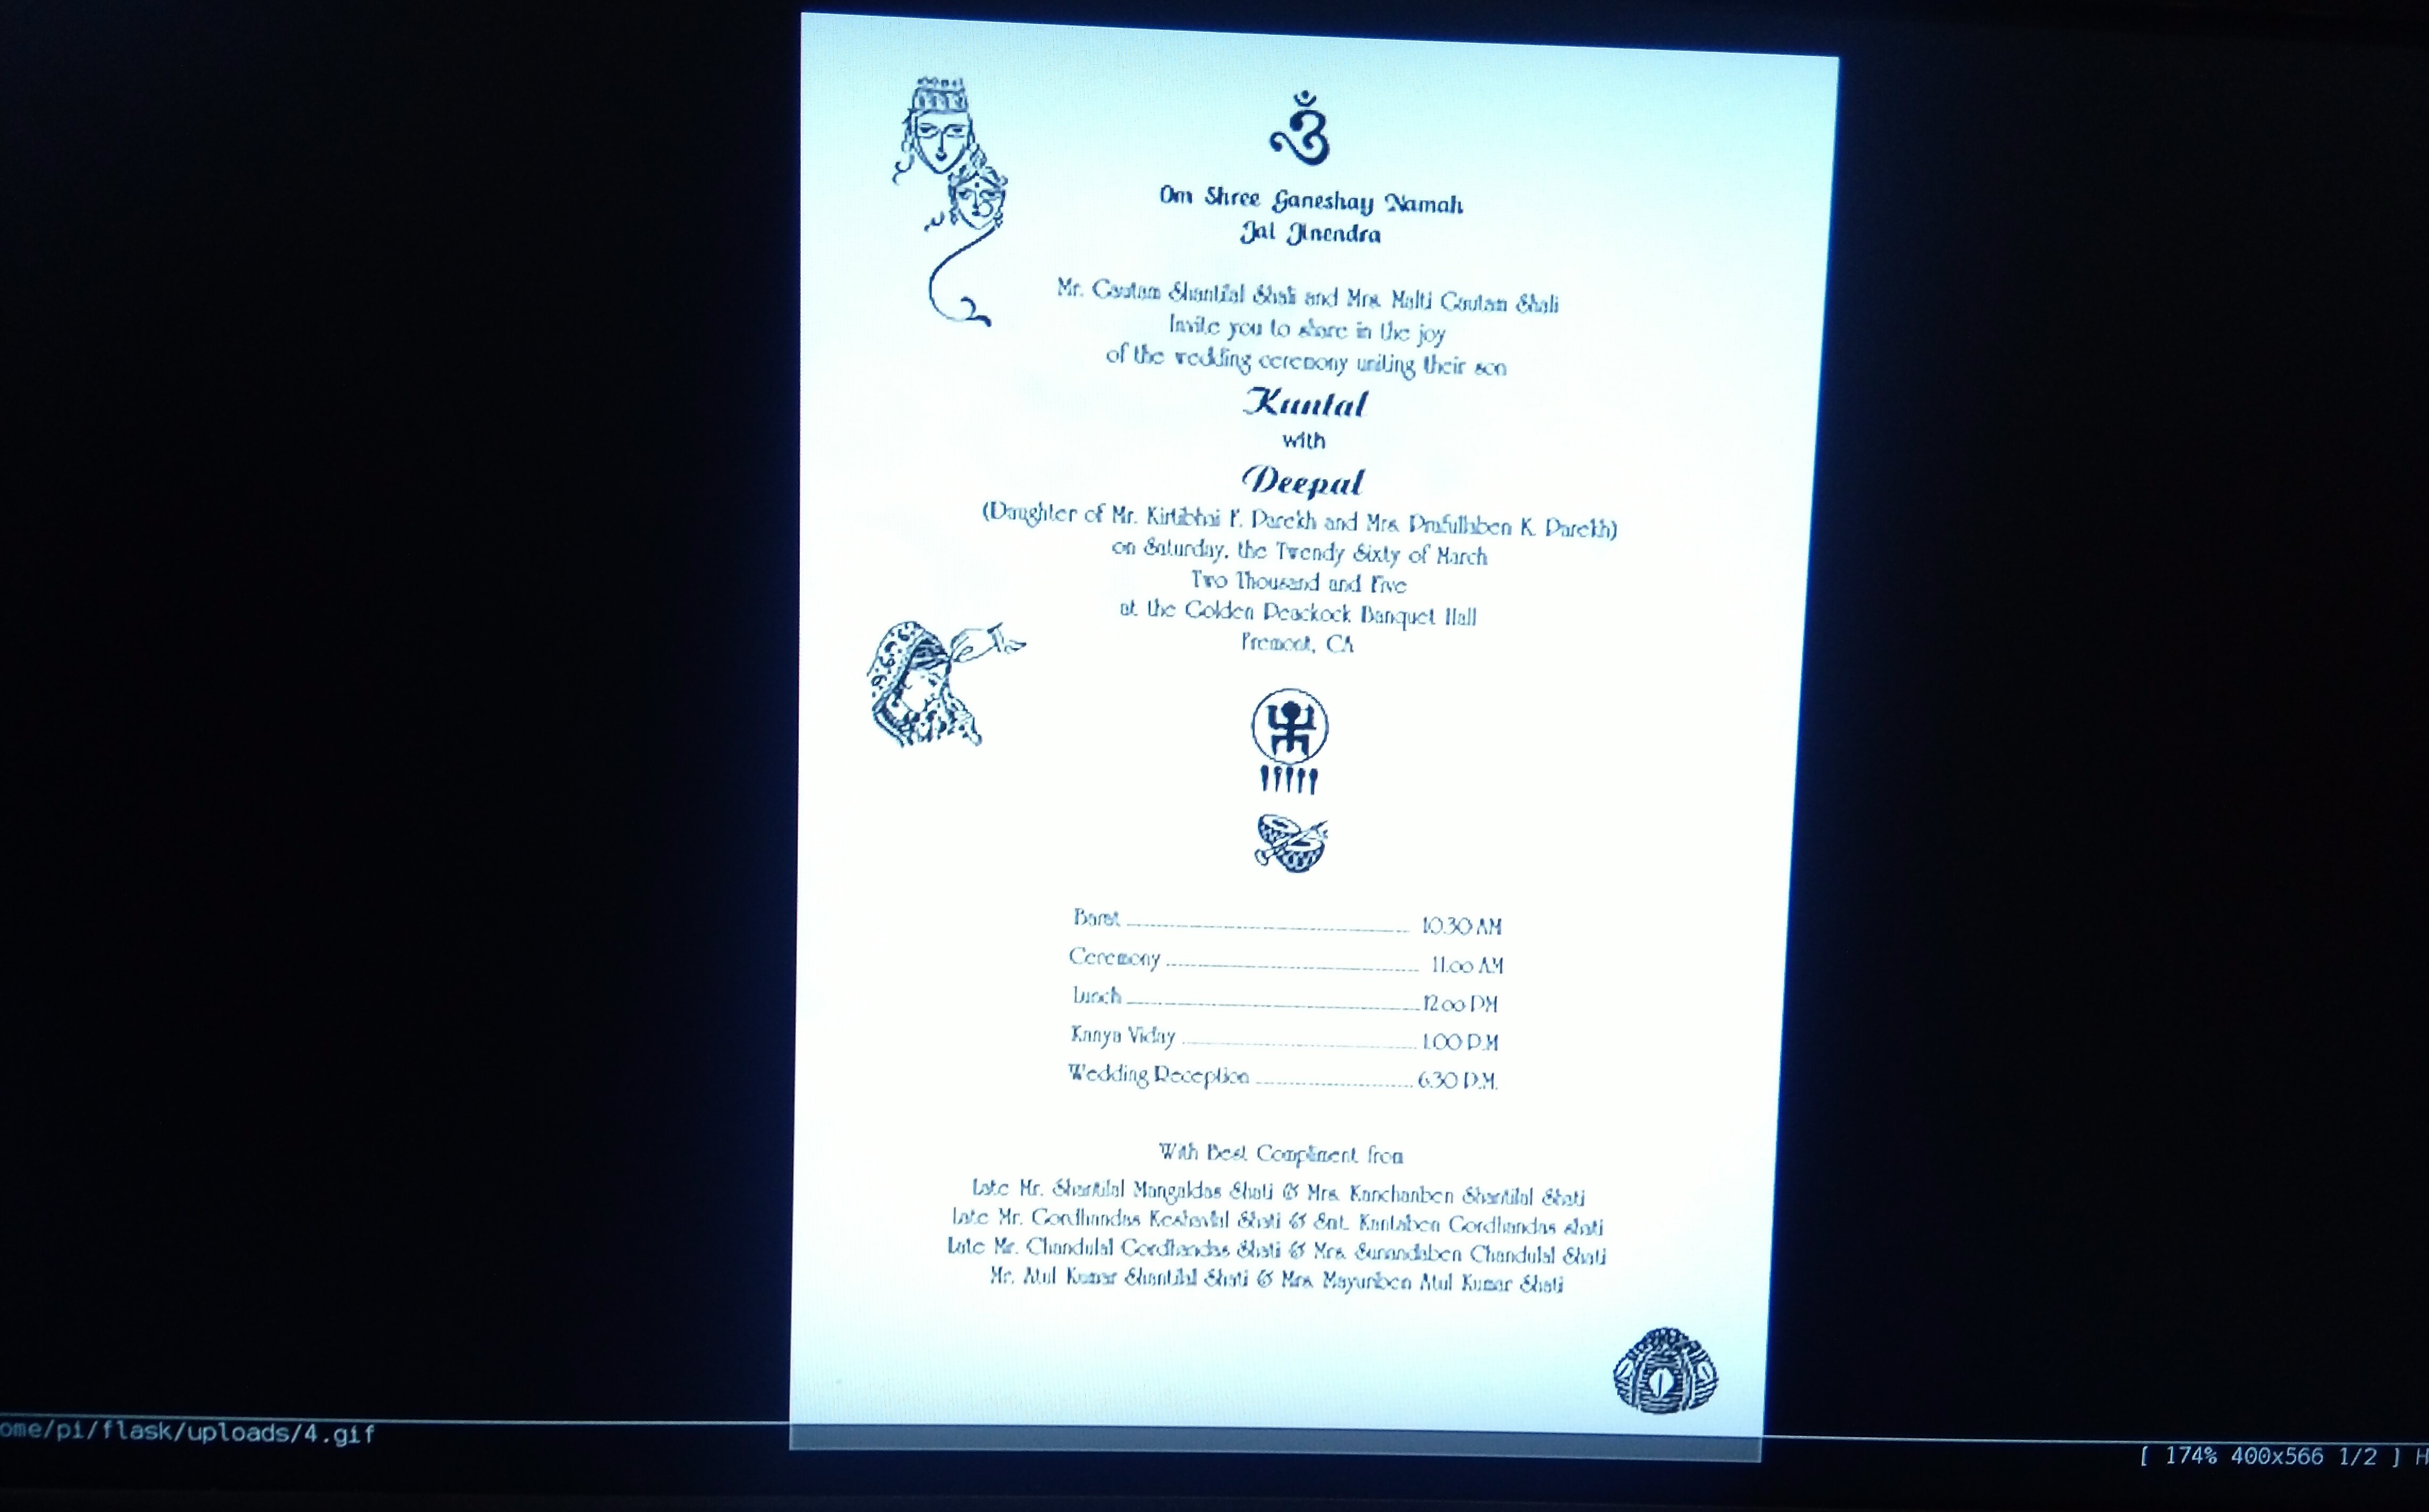 ॐ
Om Shree Ganeshay Namah
Jai Jinendra
Mr. Gautam Shantilal Shah and Mrs. Malti Gautam Shah
Invite you to share in the joy
of the wedding ceremony uniting their son
Kuntal
with
Deepal
(Daughter of Mr. Kirtibhai P. Parekh and Mrs. Prafullaben K. Parekh)
on Saturday, the Twendy Sixty of March
Two Thousand and Five
at the Golden Peackock Banquet Hall
Fremont, CA
Barat 10.30 AM
Ceremony 11.00 AM
Lunch 12.00 PM
Kanya Viday 1.00 P.M
Wedding Reception 6.30 P.M.
With Best Compliment from
Late Mr. Shantilal Mangaldas Shah & Mrs. Kanchanben Shantilal Shah
Late Mr. Gordhandas Keshavlal Shah & Smt. Kantaben Gordhandas shah
Late Mr. Chandulal Gordhandas Shah & Mrs. Sunandaben Chandulal Shah
Mr. Atul Kumar Shantilal Shah & Mrs. Mayuriben Atul Kumar Shah
ome/pi/flask/uploads/4.gif
[ 174% 400x566 1/2 ] H